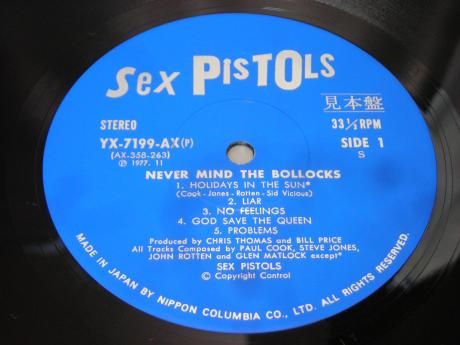 Sex PiSTOLS
見本盤
STEREO
33 1/3 RPM
YX-7199-AX(P)
SIDE 1
(AX-358-263)
S
℗ 1977. 11
NEVER MIND THE BOLLOCKS
1. HOLIDAYS IN THE SUN*
(Cook - Jones - Rotten - Sid Vicious)
2. LIAR
3. NO FEELINGS
4. GOD SAVE THE QUEEN
5. PROBLEMS
Produced by CHRIS THOMAS and BILL PRICE
All Tracks Composed by PAUL COOK, STEVE JONES,
JOHN ROTTEN and GLEN MATLOCK except*
SEX PISTOLS
© Copyright Control
MADE IN JAPAN BY NIPPON COLUMBIA CO., LTD. ALL RIGHTS RESERVED.